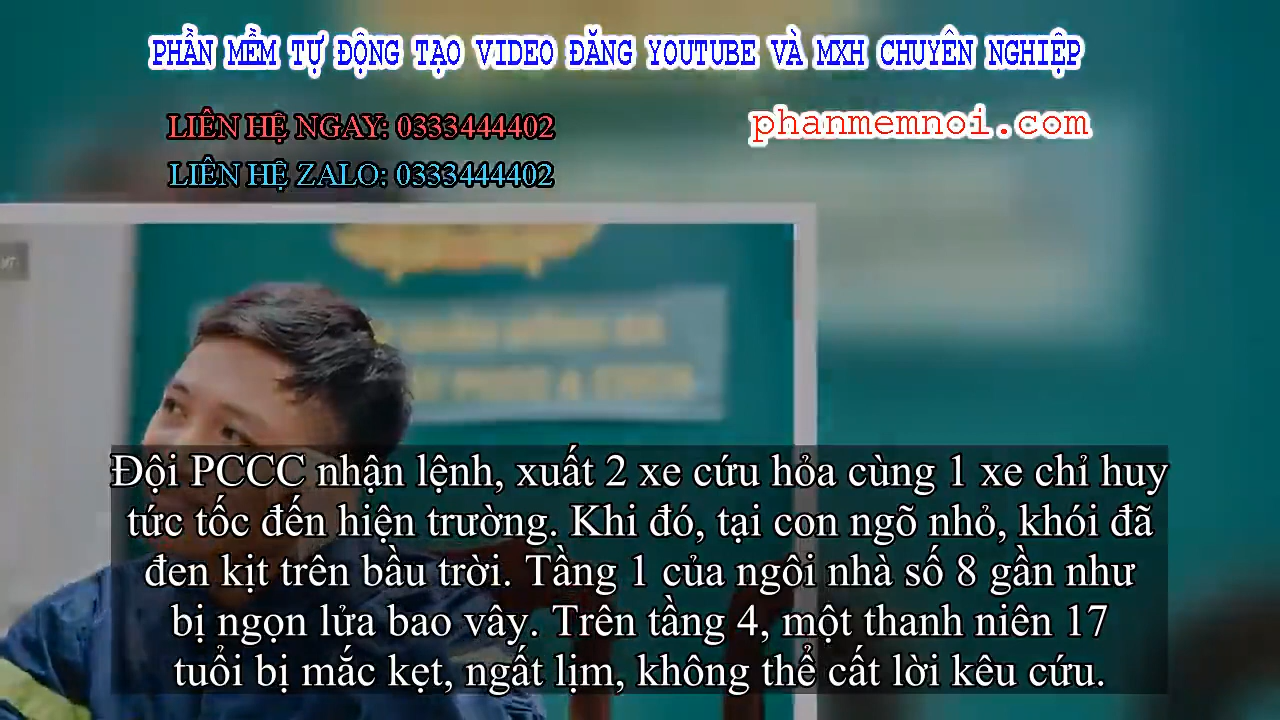 PHẦN MỀM TỰ ĐỘNG TẠO VIDEO ĐĂNG YOUTUBE VÀ MXH CHUYÊN NGHIỆP
LIÊN HỆ NGAY: 0333444402
phanmemnoi.com
LIÊN HỆ ZALO: 0333444402
Đội PCCC nhận lệnh, xuất 2 xe cứu hỏa cùng 1 xe chỉ huy
tức tốc đến hiện trường. Khi đó, tại con ngõ nhỏ, khói đã
đen kịt trên bầu trời. Tầng 1 của ngôi nhà số 8 gần như
bị ngọn lửa bao vây. Trên tầng 4, một thanh niên 17
tuổi bị mắc kẹt, ngất lịm, không thể cất lời kêu cứu.